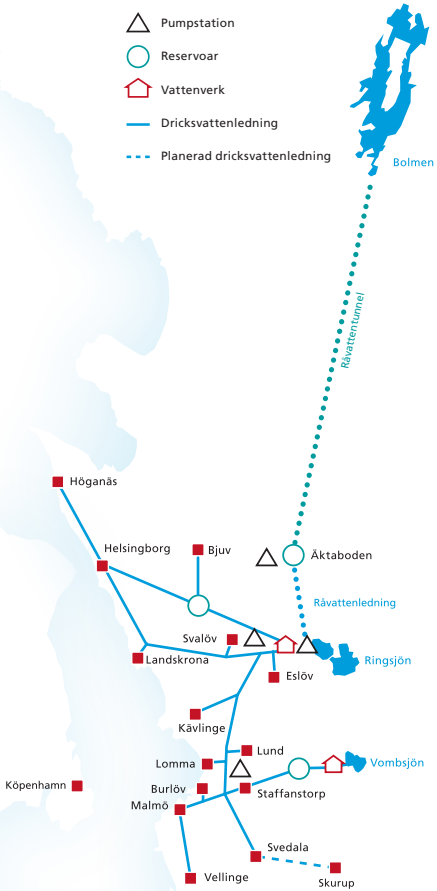 Pumpstation
Reservoar
Vattenverk
Dricksvattenledning
Planerad dricksvattenledning
Bolmen
Råvattentunnel
Höganäs
Helsingborg
Bjuv
Äktaboden
Råvattenledning
Svalöv
Landskrona
Ringsjön
Eslöv
Kävlinge
Lund
Lomma
Vombsjön
Köpenhamn
Burlöv
Staffanstorp
Malmö
Svedala
Vellinge
Skurup